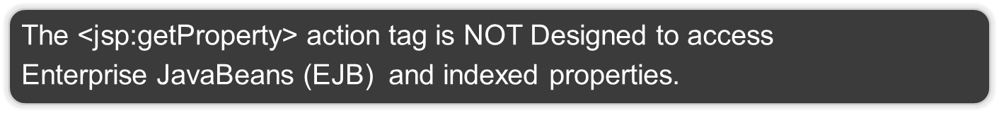 The <jsp:getProperty> action tag is NOT Designed to access
Enterprise JavaBeans (EJB) and indexed properties.